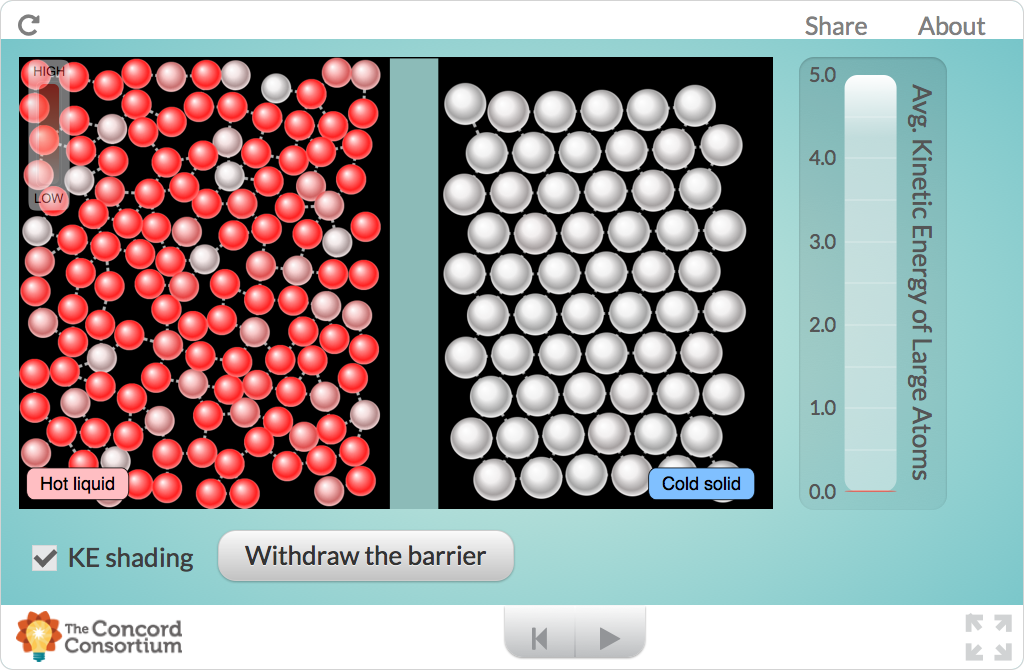 Share About
HIGH
LOW
Hot liquid
Cold solid
5.0
4.0
3.0
2.0
1.0
0.0
Avg. Kinetic Energy of Large Atoms
KE shading
Withdraw the barrier
The Concord
Consortium